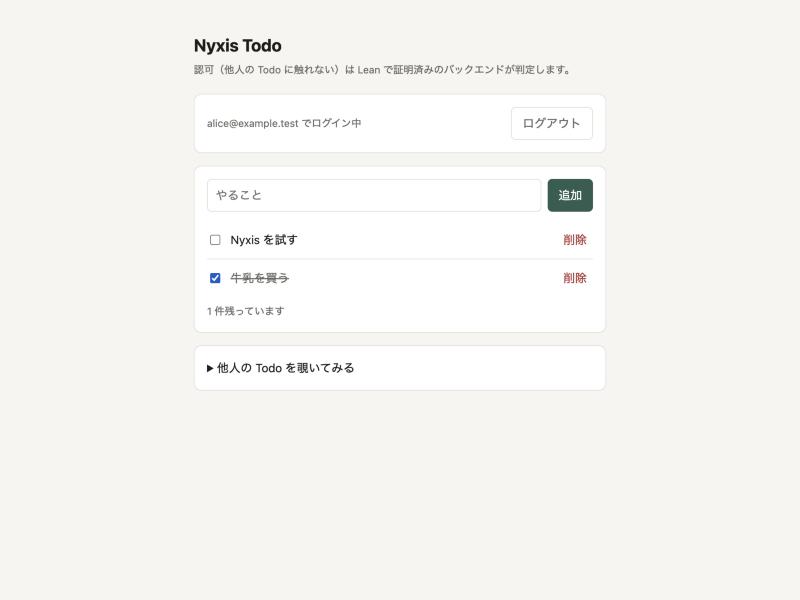 Nyxis Todo
認可（他人の Todo に触れない）は Lean で証明済みのバックエンドが判定します。
alice@example.test でログイン中
ログアウト
やること
追加
Nyxis を試す
削除
牛乳を買う
削除
1 件残っています
▶ 他人の Todo を覗いてみる